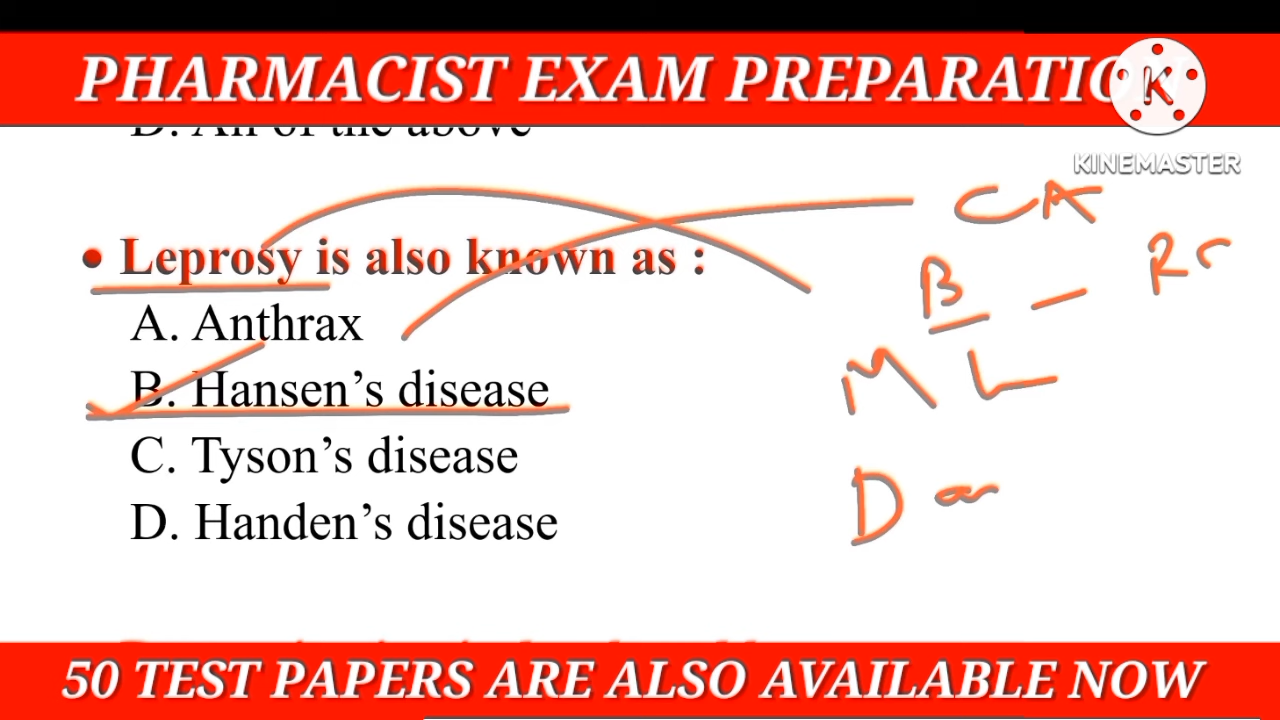 PHARMACIST EXAM PREPARATIO
K
KINEMASTER
D. All of the above
CA
• Leprosy is also known as :
B - Rc
A. Anthrax
M L
B. Hansen’s disease
C. Tyson’s disease
D. Handen’s disease
50 TEST PAPERS ARE ALSO AVAILABLE NOW